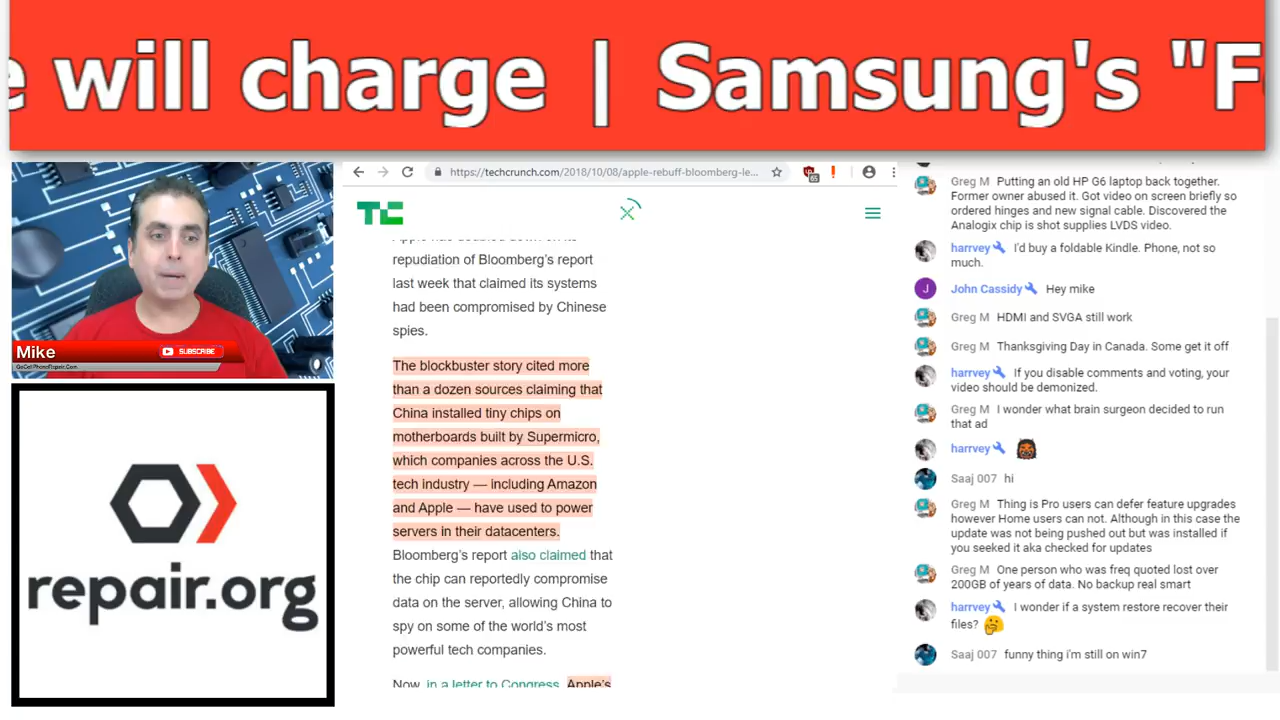 e will charge | Samsung's "F
https://techcrunch.com/2018/10/08/apple-rebuff-bloomberg-le...
TC
Apple has doubled down on its
repudiation of Bloomberg's report
last week that claimed its systems
had been compromised by Chinese
spies.
The blockbuster story cited more
than a dozen sources claiming that
China installed tiny chips on
motherboards built by Supermicro,
which companies across the U.S.
tech industry — including Amazon
and Apple — have used to power
servers in their datacenters.
Bloomberg's report also claimed that
the chip can reportedly compromise
data on the server, allowing China to
spy on some of the world's most
powerful tech companies.
Now, in a letter to Congress, Apple's
Mike
SUBSCRIBE
repair.org
Greg M Putting an old HP G6 laptop back together.
Former owner abused it. Got video on screen briefly so
ordered hinges and new signal cable. Discovered the
Analogix chip is shot supplies LVDS video.
harrvey I'd buy a foldable Kindle. Phone, not so
much.
J
John Cassidy Hey mike
Greg M HDMI and SVGA still work
Greg M Thanksgiving Day in Canada. Some get it off
harrvey If you disable comments and voting, your
video should be demonized.
Greg M I wonder what brain surgeon decided to run
that ad
harrvey
Saaj 007 hi
Greg M Thing is Pro users can defer feature upgrades
however Home users can not. Although in this case the
update was not being pushed out but was installed if
you seeked it aka checked for updates
Greg M One person who was freq quoted lost over
200GB of years of data. No backup real smart
harrvey I wonder if a system restore recover their
files?
Saaj 007 funny thing i'm still on win7